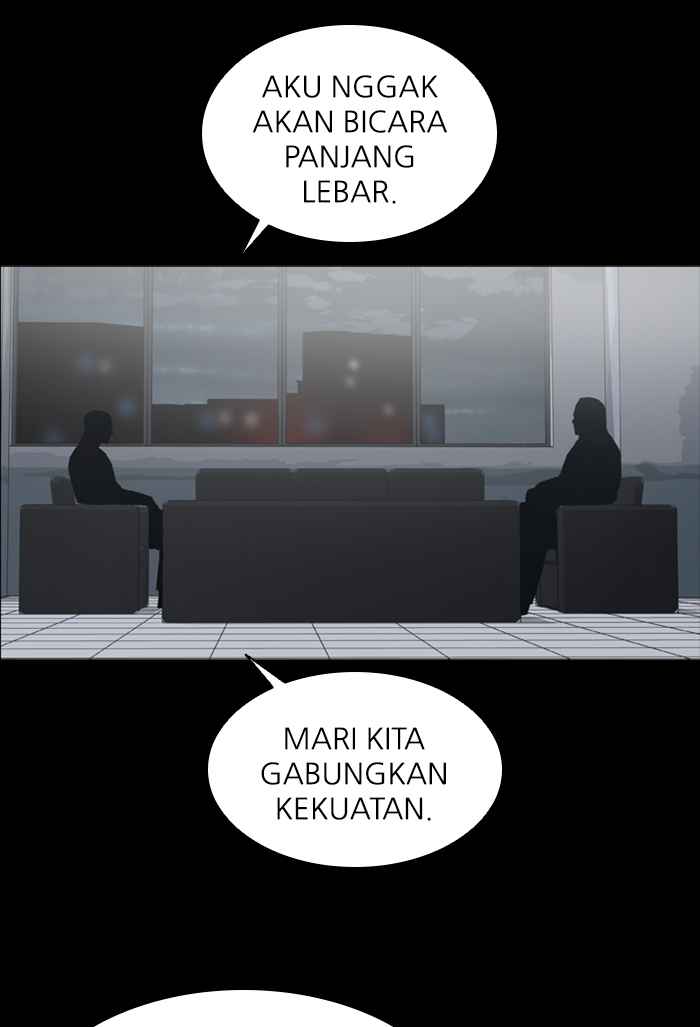 AKU NGGAK
AKAN BICARA
PANJANG
LEBAR.
MARI KITA
GABUNGKAN
KEKUATAN.